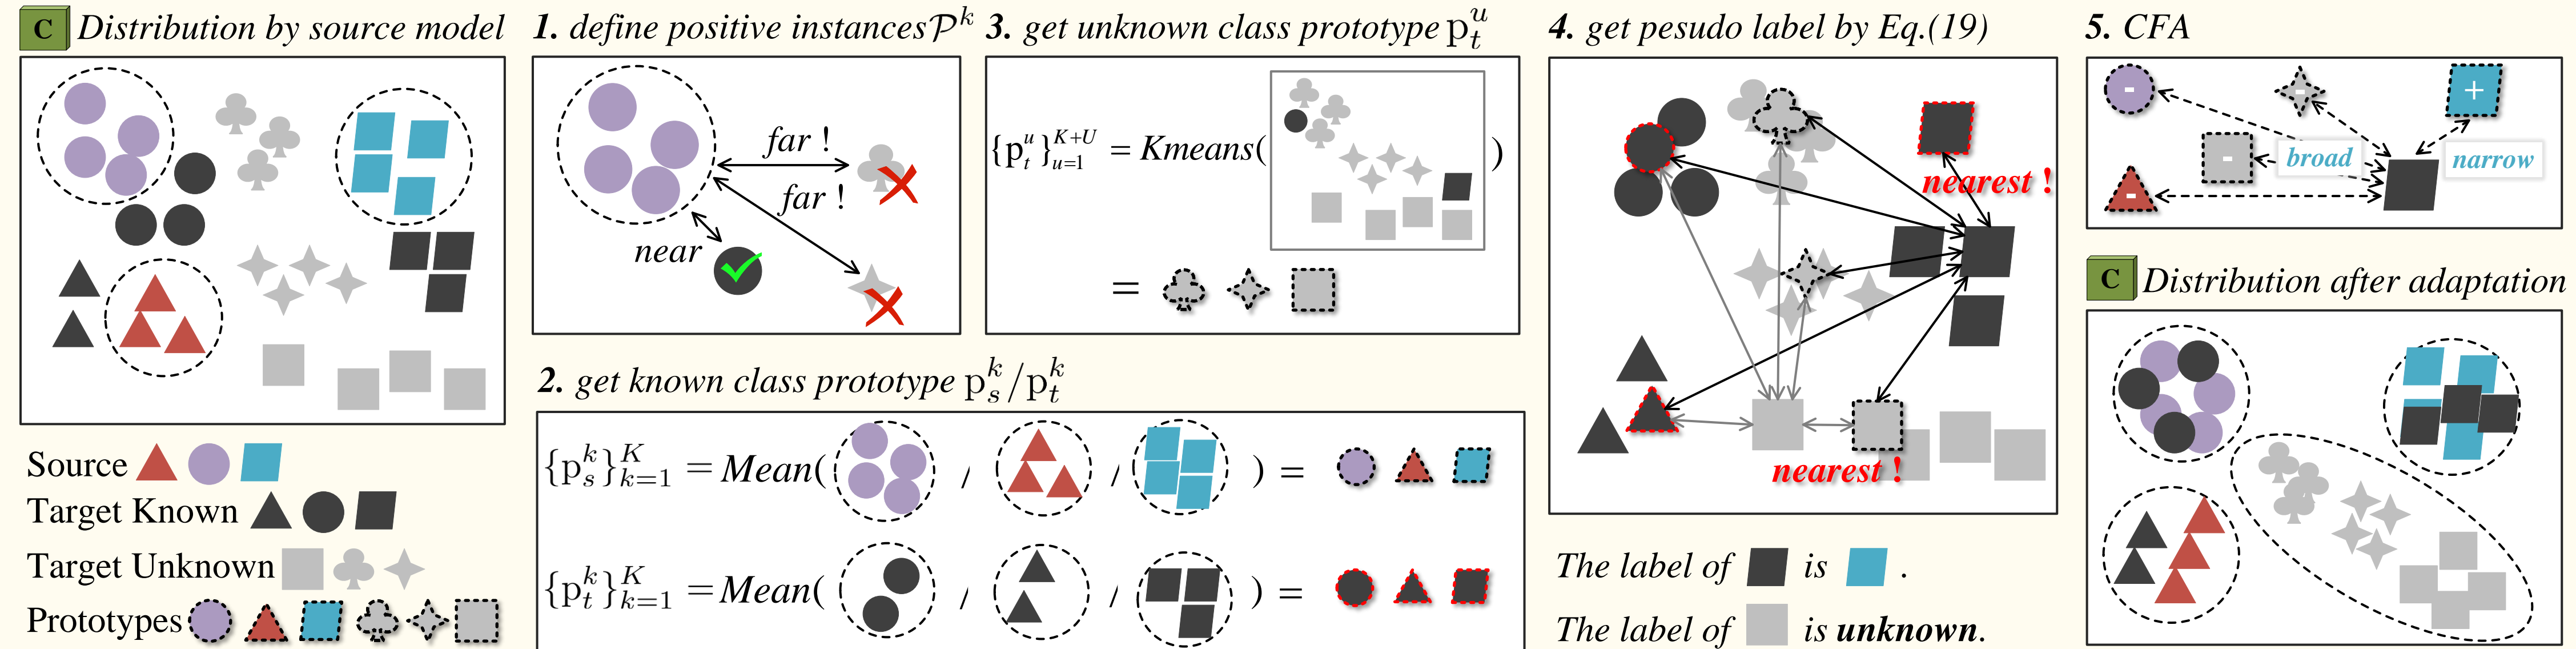 C Distribution by source model
Source
Target Known
Target Unknown
Prototypes
1. define positive instances 𝒫^k
far !
far !
near
2. get known class prototype p_s^k/p_t^k
{p_s^k}_{k=1}^K = Mean( / / ) =
{p_t^k}_{k=1}^K = Mean( / / ) =
3. get unknown class prototype p_t^u
{p_t^u}_{u=1}^{K+U} = Kmeans( )
=
4. get pesudo label by Eq.(19)
nearest !
nearest !
The label of is .
The label of is unknown.
5. CFA
- - +
- broad narrow
-
C Distribution after adaptation